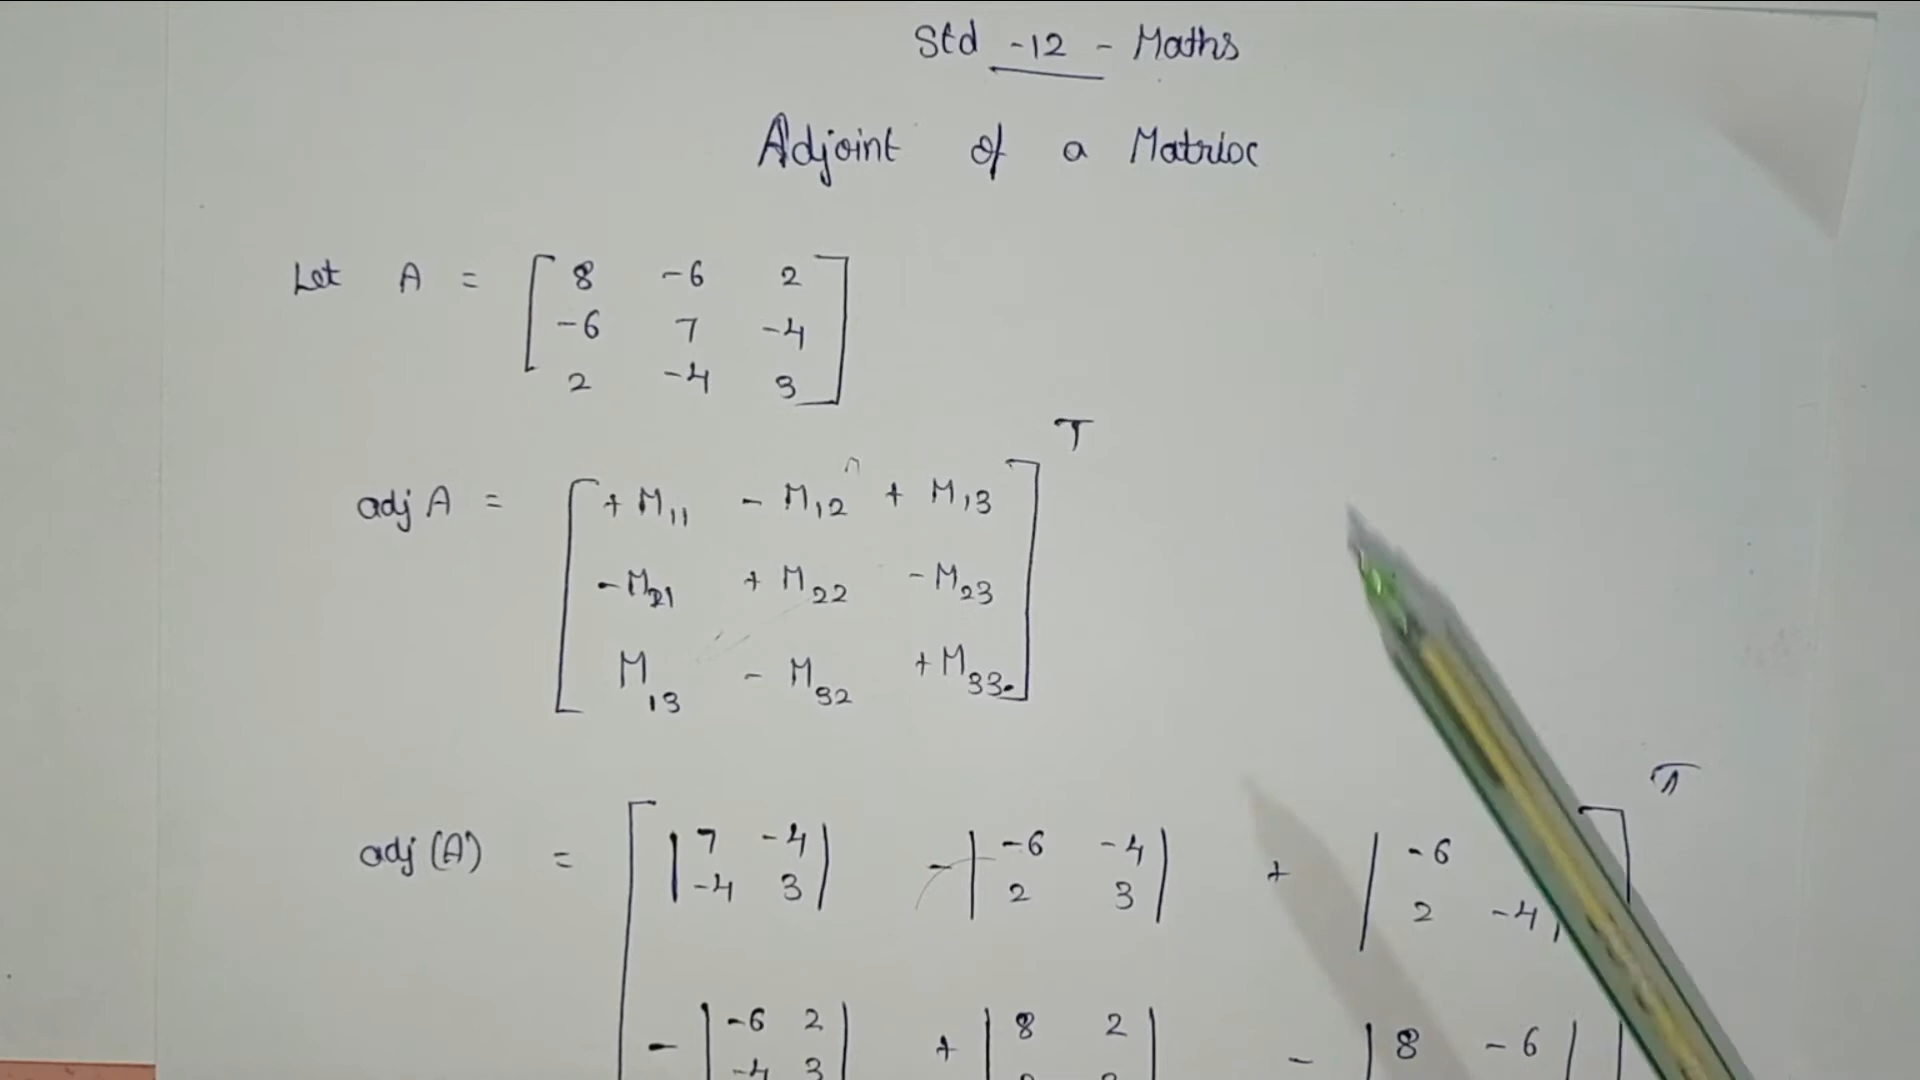 Std - 12 - Maths
Adjoint of a Matrix
Let A = [ 8 -6 2
-6 7 -4
2 -4 3 ]
adj A = [ + M11 - M12 + M13
- M21 + M22 - M23
M13 - M32 + M33 ] T
adj (A) = [ | 7 -4 | - | -6 -4 | + | -6
-4 3 2 3 2 -4 ] T
- | -6 2 | + | 8 2 | - | 8 -6 |
-4 3